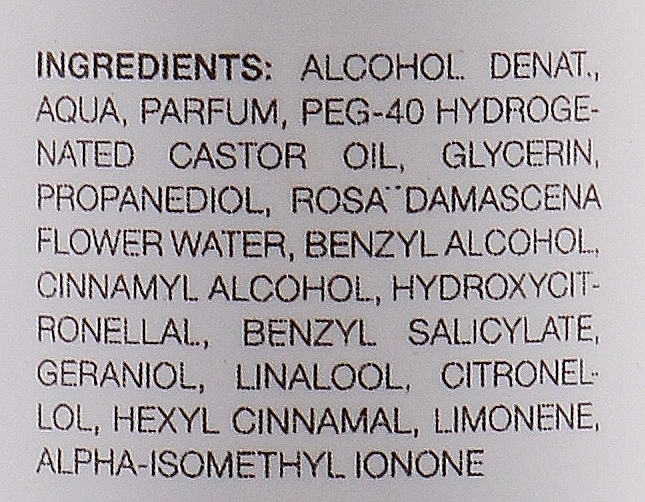 INGREDIENTS: ALCOHOL DENAT.,
AQUA, PARFUM, PEG-40 HYDROGE-
NATED CASTOR OIL, GLYCERIN,
PROPANEDIOL, ROSA DAMASCENA
FLOWER WATER, BENZYL ALCOHOL,
CINNAMYL ALCOHOL, HYDROXYCIT-
RONELLAL, BENZYL SALICYLATE,
GERANIOL, LINALOOL, CITRONEL-
LOL, HEXYL CINNAMAL, LIMONENE,
ALPHA-ISOMETHYL IONONE